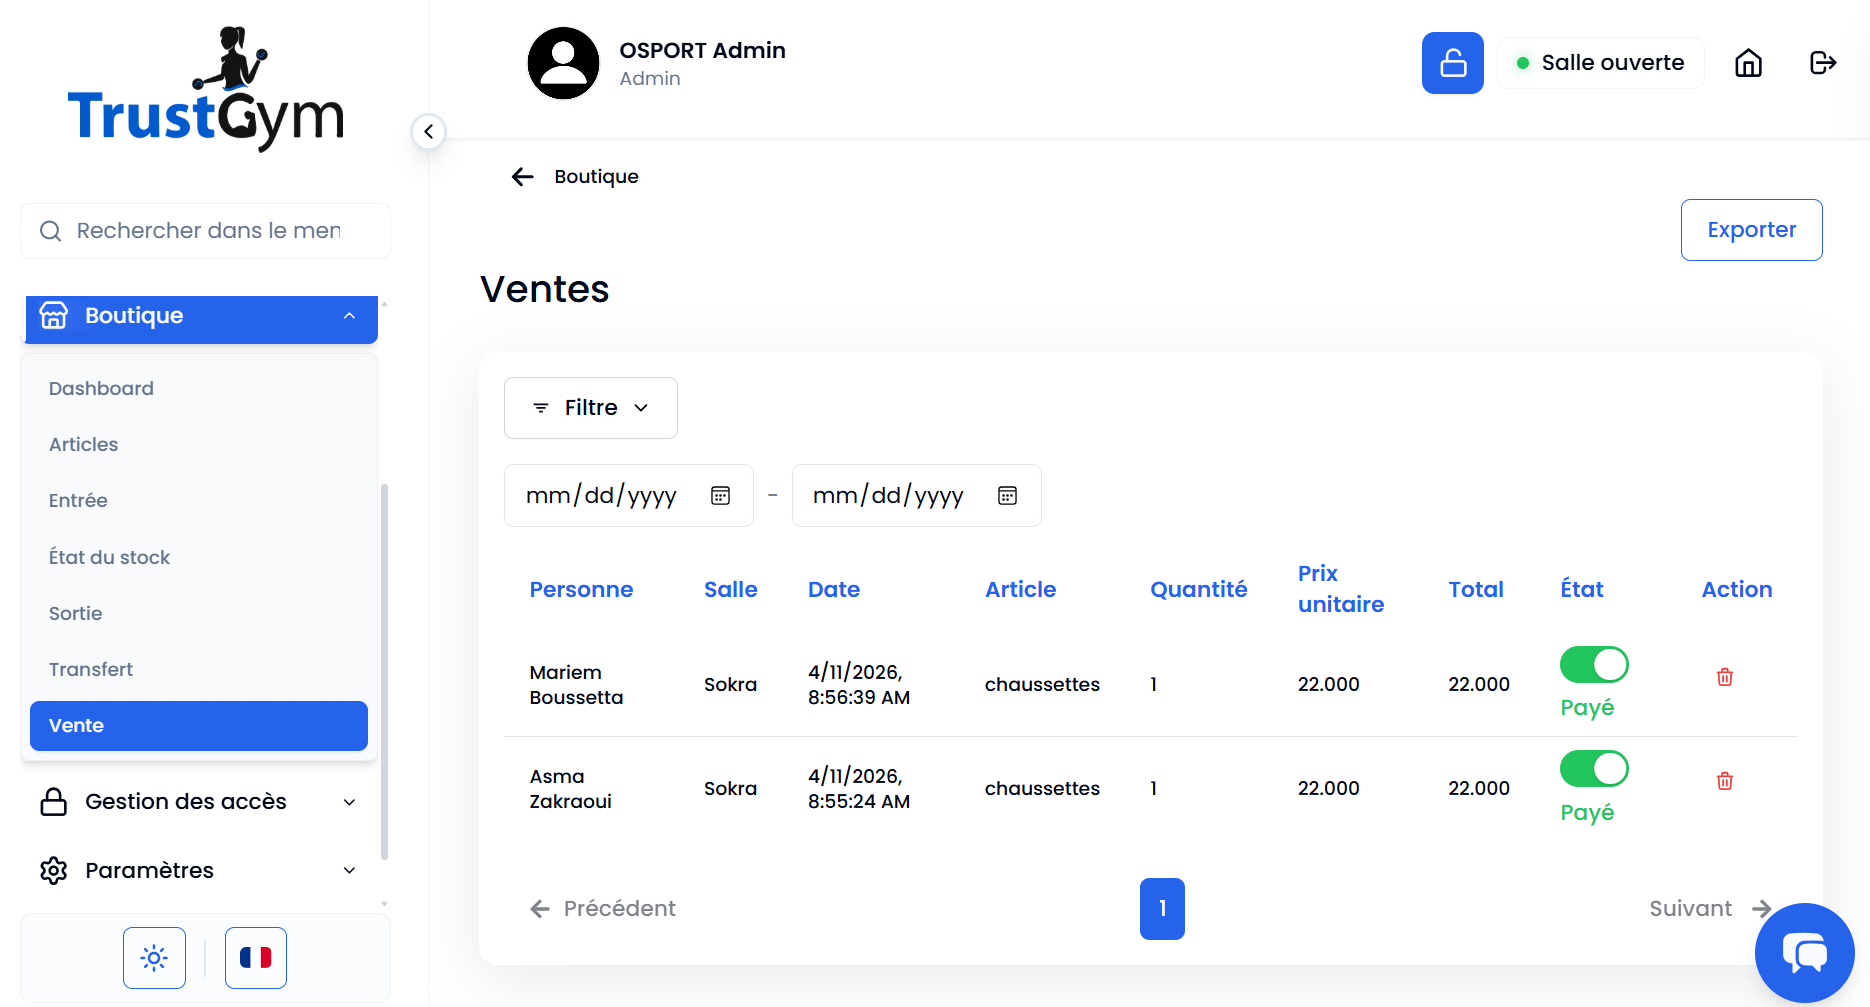 TrustGym
Rechercher dans le men
Boutique
Dashboard
Articles
Entrée
État du stock
Sortie
Transfert
Vente
Gestion des accès
Paramètres
OSPORT Admin
Admin
Salle ouverte
Boutique
Exporter
Ventes
Filtre
mm/dd/yyyy - mm/dd/yyyy
Personne Salle Date Article Quantité Prix unitaire Total État Action
Mariem Boussetta Sokra 4/11/2026, 8:56:39 AM chaussettes 1 22.000 22.000 Payé
Asma Zakraoui Sokra 4/11/2026, 8:55:24 AM chaussettes 1 22.000 22.000 Payé
Précédent 1 Suivant